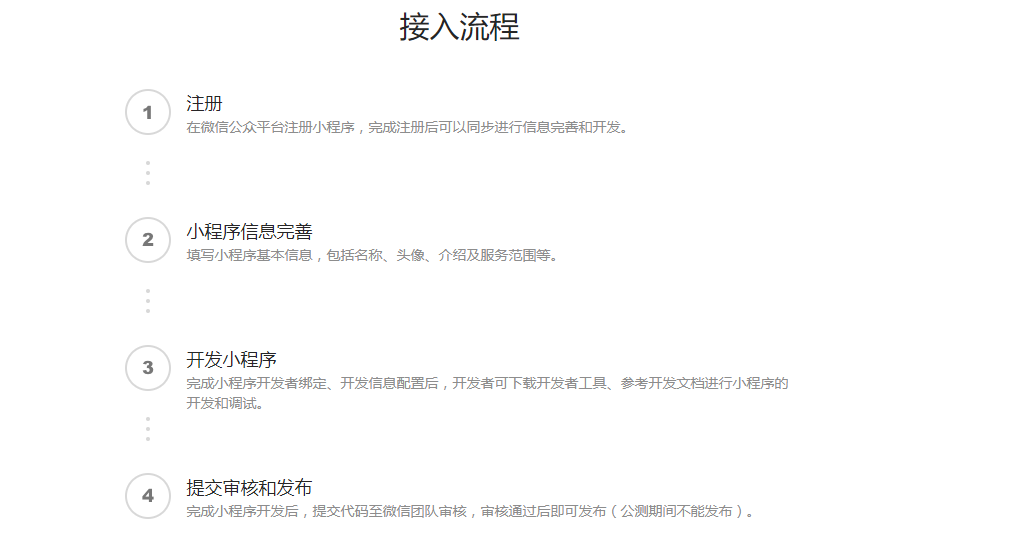 接入流程
1
注册
在微信公众平台注册小程序，完成注册后可以同步进行信息完善和开发。
2
小程序信息完善
填写小程序基本信息，包括名称、头像、介绍及服务范围等。
3
开发小程序
完成小程序开发者绑定、开发信息配置后，开发者可下载开发者工具、参考开发文档进行小程序的
开发和调试。
4
提交审核和发布
完成小程序开发后，提交代码至微信团队审核，审核通过后即可发布（公测期间不能发布）。